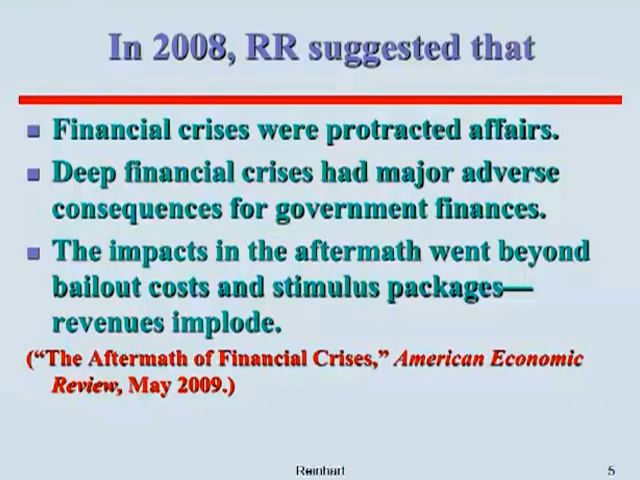 In 2008, RR suggested that
Financial crises were protracted affairs.
Deep financial crises had major adverse
consequences for government finances.
The impacts in the aftermath went beyond
bailout costs and stimulus packages—
revenues implode.
(“The Aftermath of Financial Crises,” American Economic
Review, May 2009.)
Reinhart
5